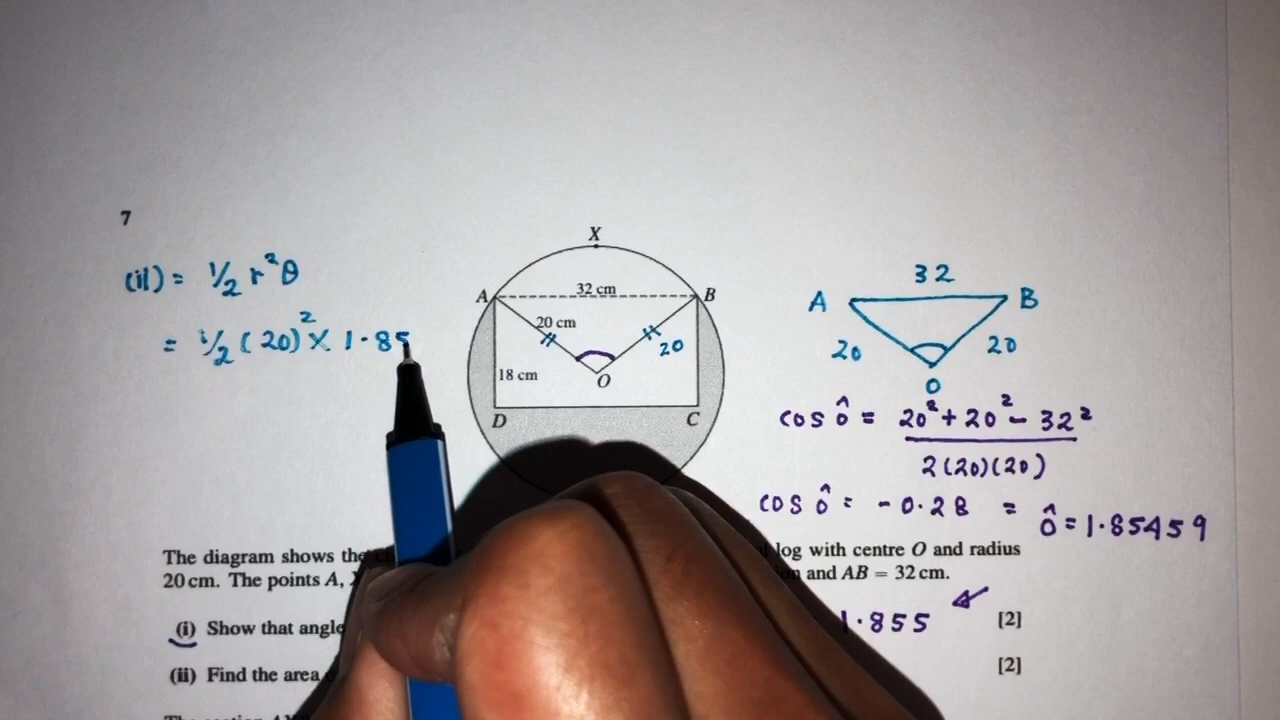 7
(ii) = 1/2 r²θ
= 1/2 (20)² × 1.85
X
A
32 cm
B
20 cm
20
18 cm
O
D
C
32
A
B
20
20
O
cos ô = 20² + 20² − 32²
2(20)(20)
cos ô = −0.28 = ô = 1.85459
The diagram shows the log with centre O and radius
20 cm. The points A, and AB = 32 cm.
(i) Show that angle 1.855 [2]
(ii) Find the area [2]